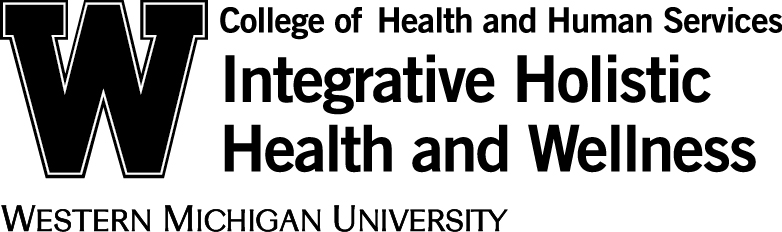 W
College of Health and Human Services
Integrative Holistic
Health and Wellness
WESTERN MICHIGAN UNIVERSITY